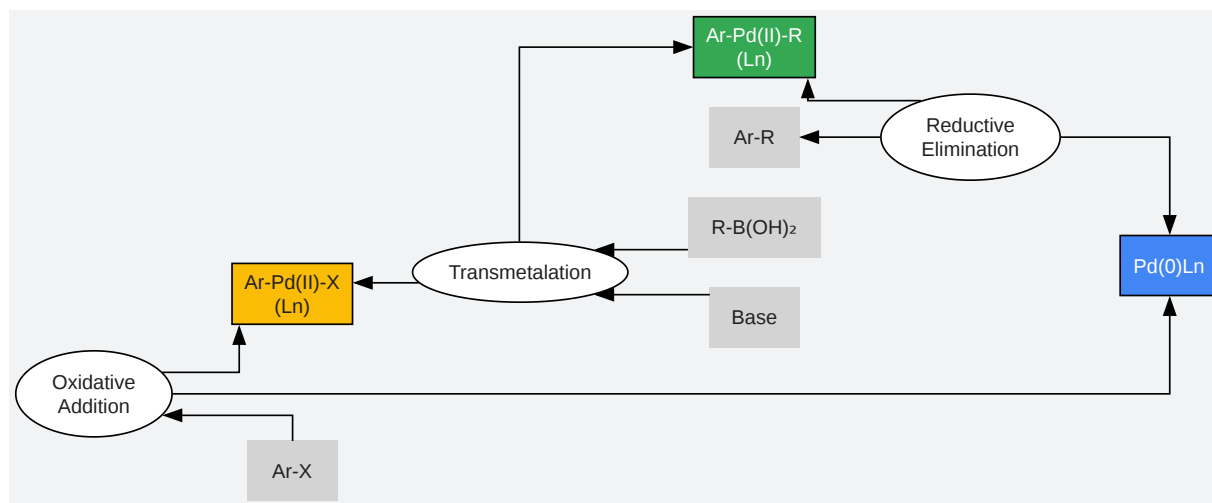 Ar-Pd(II)-R
(Ln)
Ar-R
Reductive
Elimination
R-B(OH)₂
Transmetalation
Pd(0)Ln
Ar-Pd(II)-X
(Ln)
Base
Oxidative
Addition
Ar-X